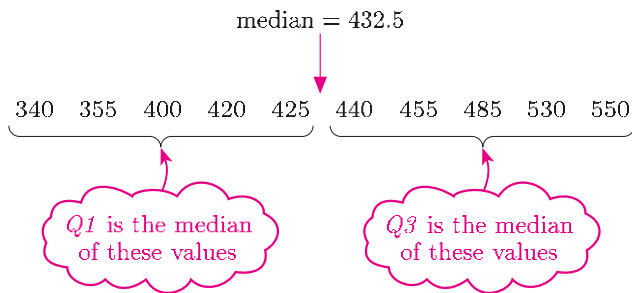 median = 432.5
340 355 400 420 425 440 455 485 530 550
Q1 is the median
of these values
Q3 is the median
of these values